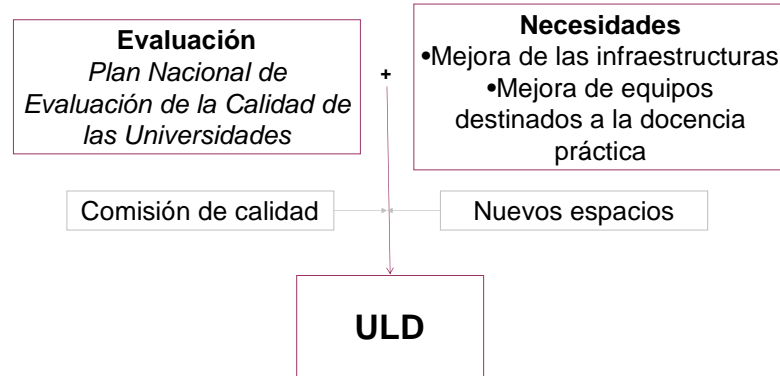 Evaluación
Plan Nacional de
Evaluación de la Calidad de
las Universidades
+
Necesidades
•Mejora de las infraestructuras
•Mejora de equipos
destinados a la docencia
práctica
Comisión de calidad
Nuevos espacios
ULD